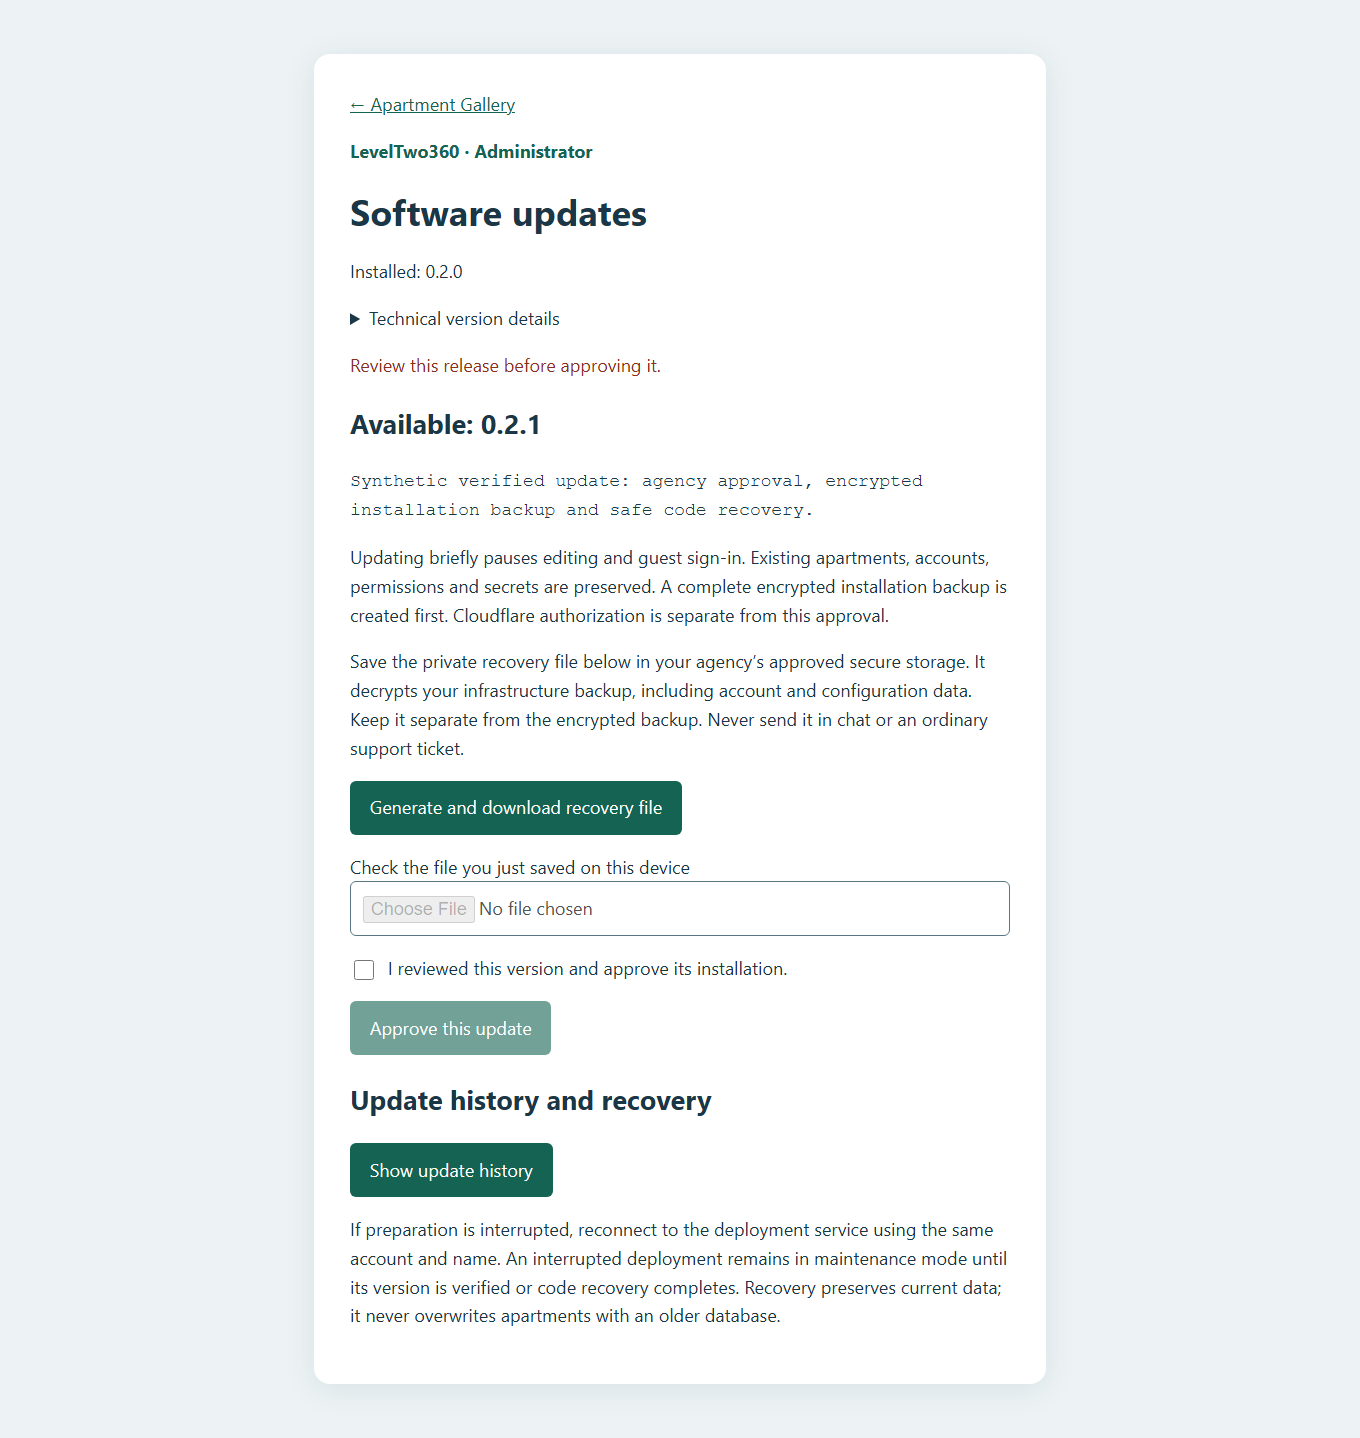 ← Apartment Gallery
LevelTwo360 · Administrator
Software updates
Installed: 0.2.0
▶ Technical version details
Review this release before approving it.
Available: 0.2.1
Synthetic verified update: agency approval, encrypted
installation backup and safe code recovery.
Updating briefly pauses editing and guest sign-in. Existing apartments, accounts,
permissions and secrets are preserved. A complete encrypted installation backup is
created first. Cloudflare authorization is separate from this approval.
Save the private recovery file below in your agency’s approved secure storage. It
decrypts your infrastructure backup, including account and configuration data.
Keep it separate from the encrypted backup. Never send it in chat or an ordinary
support ticket.
Generate and download recovery file
Check the file you just saved on this device
Choose File No file chosen
I reviewed this version and approve its installation.
Approve this update
Update history and recovery
Show update history
If preparation is interrupted, reconnect to the deployment service using the same
account and name. An interrupted deployment remains in maintenance mode until
its version is verified or code recovery completes. Recovery preserves current data;
it never overwrites apartments with an older database.